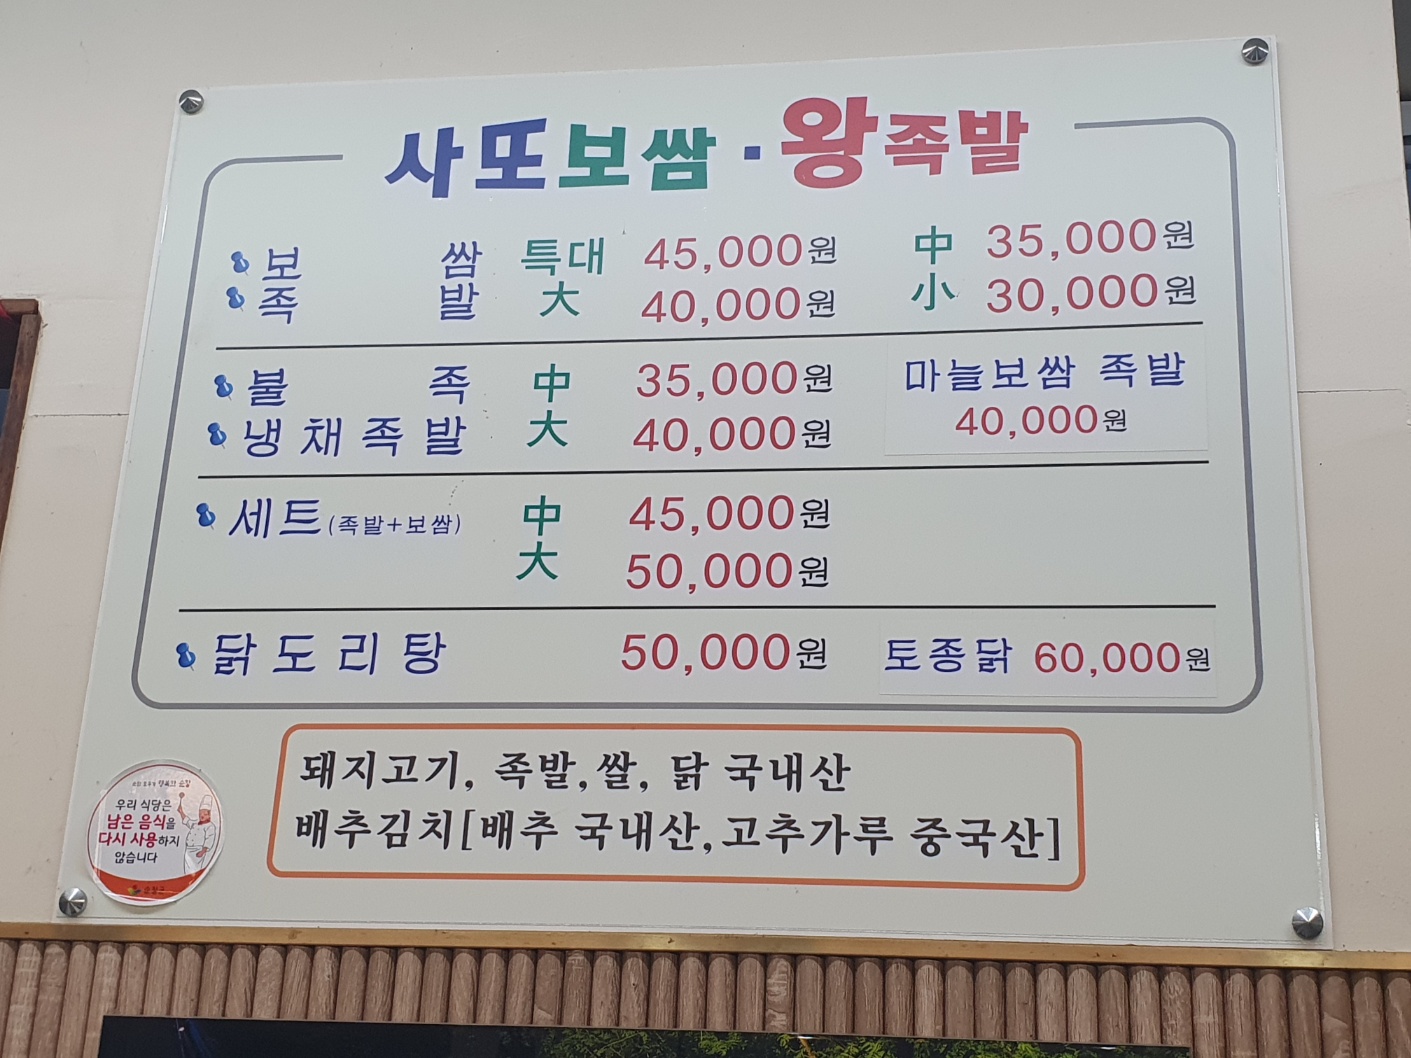 사또보쌈·왕족발
보 쌈 특대 45,000원 中 35,000원
족 발 大 40,000원 小 30,000원
불 족 中 35,000원
냉채족발 大 40,000원
마늘보쌈 족발
40,000원
세트(족발+보쌈) 中 45,000원
大 50,000원
닭도리탕 50,000원 토종닭 60,000원
돼지고기, 족발,쌀, 닭 국내산
배추김치[배추 국내산,고추가루 중국산]
우리 식당은
남은 음식을
다시 사용하지
않습니다
순창군